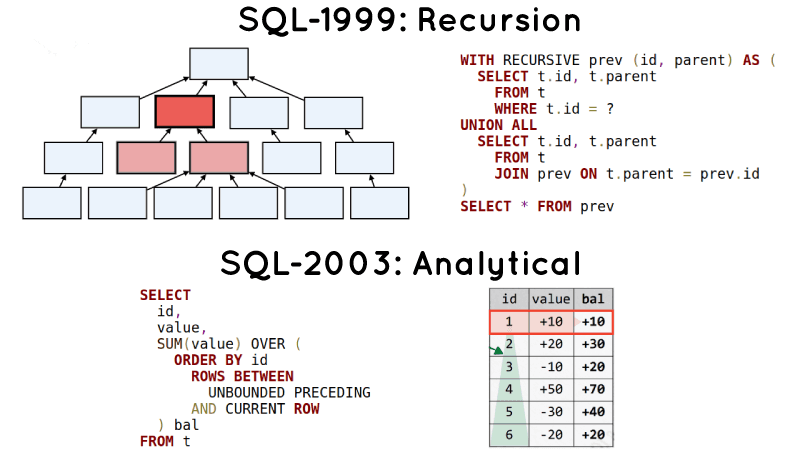 SQL-1999: Recursion
WITH RECURSIVE prev (id, parent) AS (
SELECT t.id, t.parent
FROM t
WHERE t.id = ?
UNION ALL
SELECT t.id, t.parent
FROM t
JOIN prev ON t.parent = prev.id
)
SELECT * FROM prev
SQL-2003: Analytical
SELECT
id,
value,
SUM(value) OVER (
ORDER BY id
ROWS BETWEEN
UNBOUNDED PRECEDING
AND CURRENT ROW
) bal
FROM t
id value bal
1 +10 +10
2 +20 +30
3 -10 +20
4 +50 +70
5 -30 +40
6 -20 +20